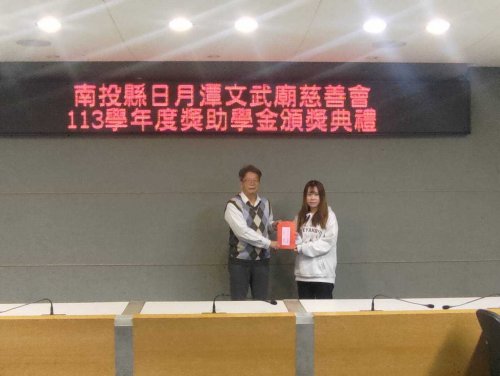 南投縣日月潭文武廟慈善會
113學年度獎助學金頒獎典禮